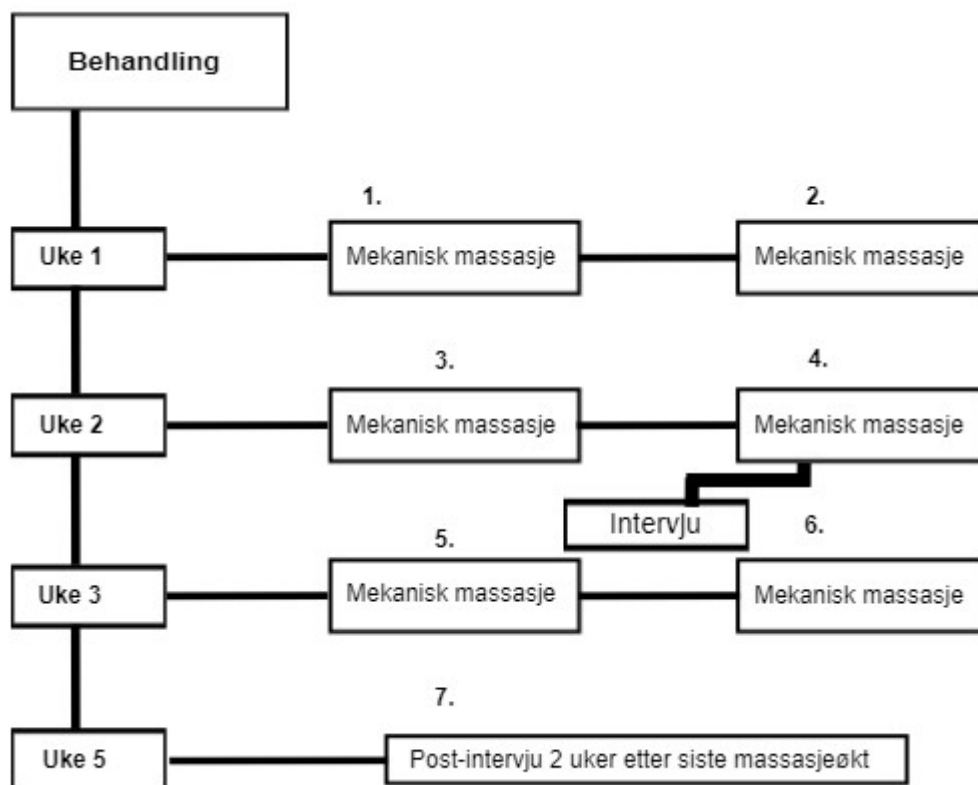 Behandling
1.
2.
Uke 1
Mekanisk massasje
Mekanisk massasje
3.
4.
Uke 2
Mekanisk massasje
Mekanisk massasje
Intervju
5.
6.
Uke 3
Mekanisk massasje
Mekanisk massasje
7.
Uke 5
Post-intervju 2 uker etter siste massasjeøkt